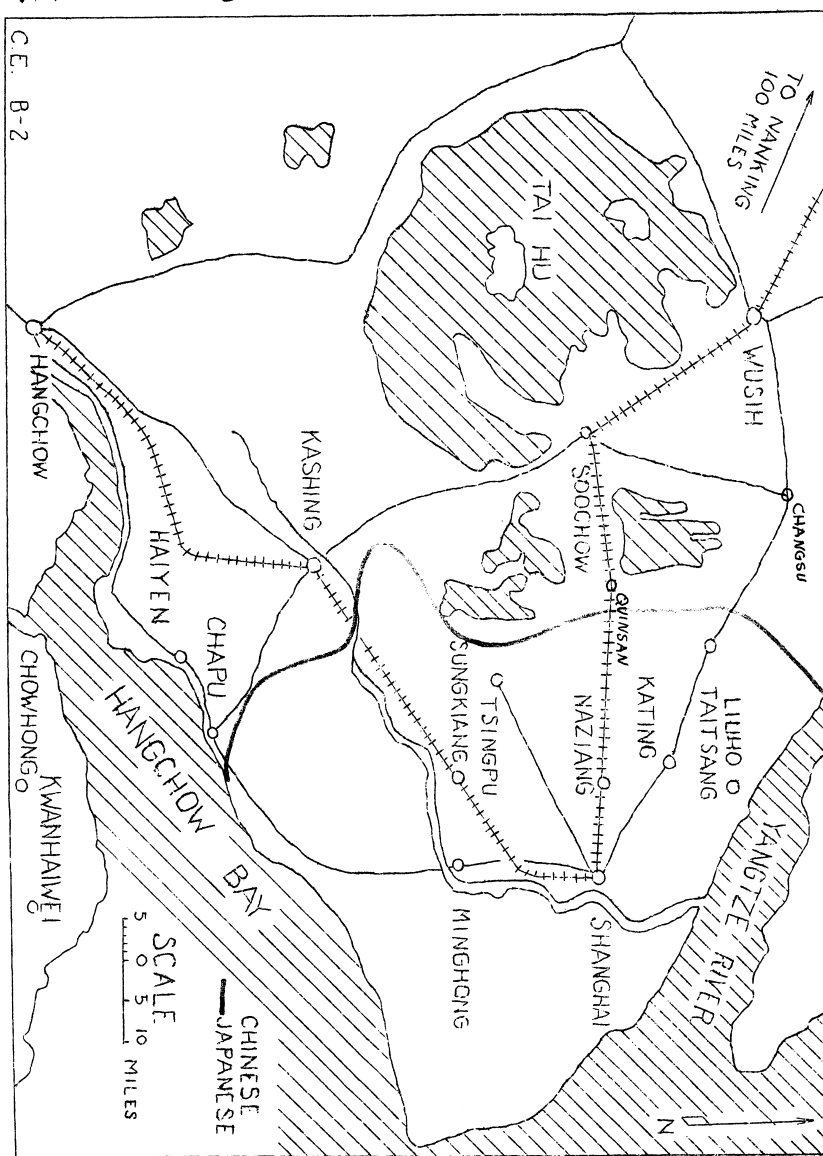 TO NANKING
100 MILES
WUSIH
CHANGSU
TAI HU
SOOCHOW
QUINSAN
LILIHO
TAITSANG
KATING
NAZIANG
YANGTZE RIVER
TSINGPU
SUNGKIANG
SHANGHAI
MINGHONG
KASHING
HAIYEN
CHAPU
HANGCHOW
HANGCHOW BAY
CHOWHONG
KWANHAIWEI
CHINESE
JAPANESE
SCALE
5 0 5 10
MILES
N
C.E. B-2